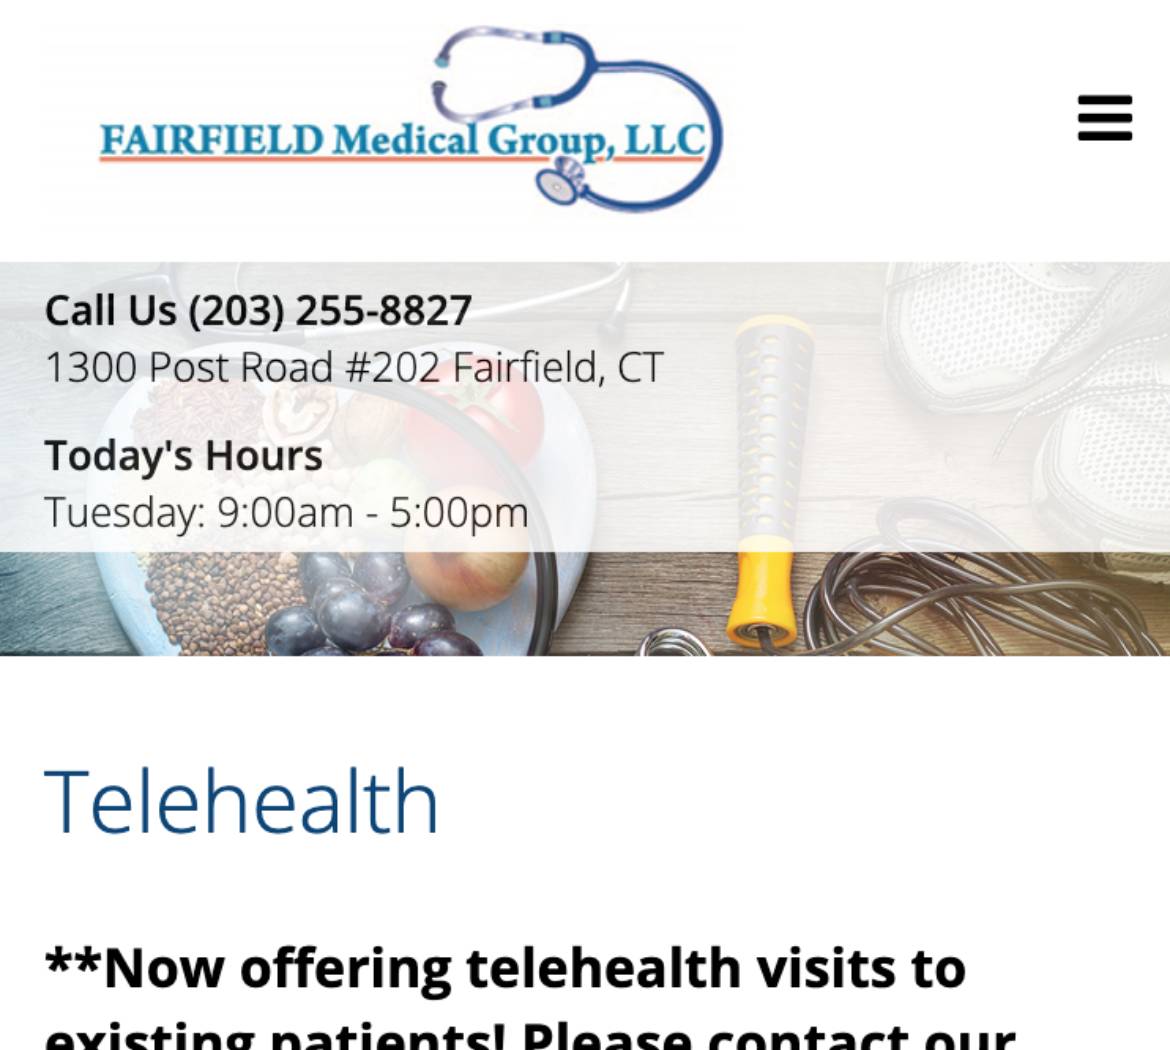 FAIRFIELD Medical Group, LLC
Call Us (203) 255-8827
1300 Post Road #202 Fairfield, CT
Today's Hours
Tuesday: 9:00am - 5:00pm
Telehealth
**Now offering telehealth visits to
existing patients! Please contact our